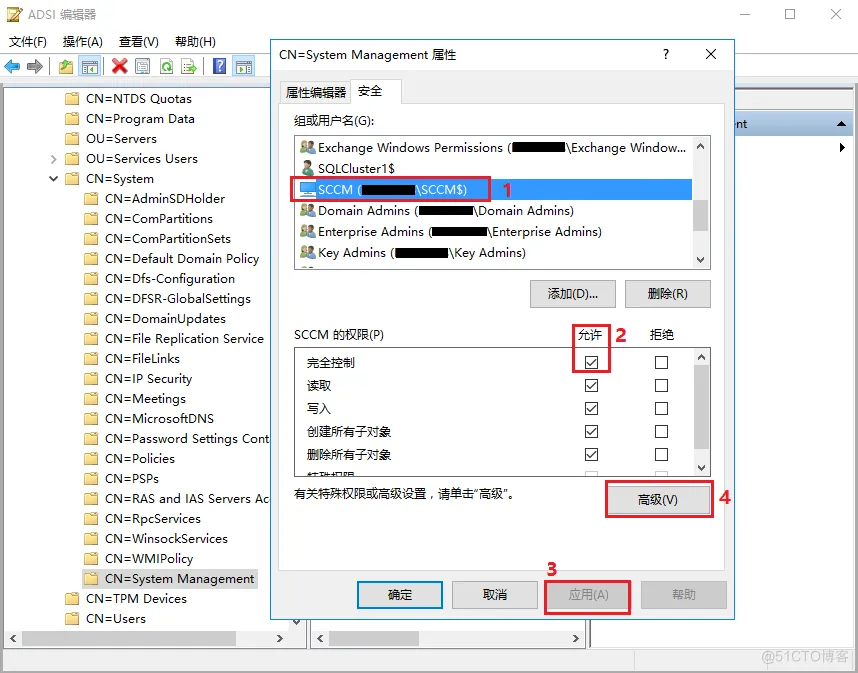 ADSI 编辑器
文件(F) 操作(A) 查看(V) 帮助(H)
CN=NTDS Quotas
CN=Program Data
OU=Servers
OU=Services Users
CN=System
CN=AdminSDHolder
CN=ComPartitions
CN=ComPartitionSets
CN=Default Domain Policy
CN=Dfs-Configuration
CN=DFSR-GlobalSettings
CN=DomainUpdates
CN=File Replication Service
CN=FileLinks
CN=IP Security
CN=Meetings
CN=MicrosoftDNS
CN=Password Settings Cont
CN=Policies
CN=PSPs
CN=RAS and IAS Servers Ac
CN=RpcServices
CN=WinsockServices
CN=WMIPolicy
CN=System Management
CN=TPM Devices
CN=Users
CN=System Management 属性
?
属性编辑器 安全
组或用户名(G):
Exchange Windows Permissions (\Exchange Window...
SQLCluster1$
SCCM (\SCCM$) 1
Domain Admins (\Domain Admins)
Enterprise Admins (\Enterprise Admins)
Key Admins (\Key Admins)
添加(D)... 删除(R)
SCCM 的权限(P) 允许 2 拒绝
完全控制
读取
写入
创建所有子对象
删除所有子对象
特殊权限
有关特殊权限或高级设置，请单击“高级”。
高级(V) 4
3
确定 取消 应用(A) 帮助
nt
@51CTO博客